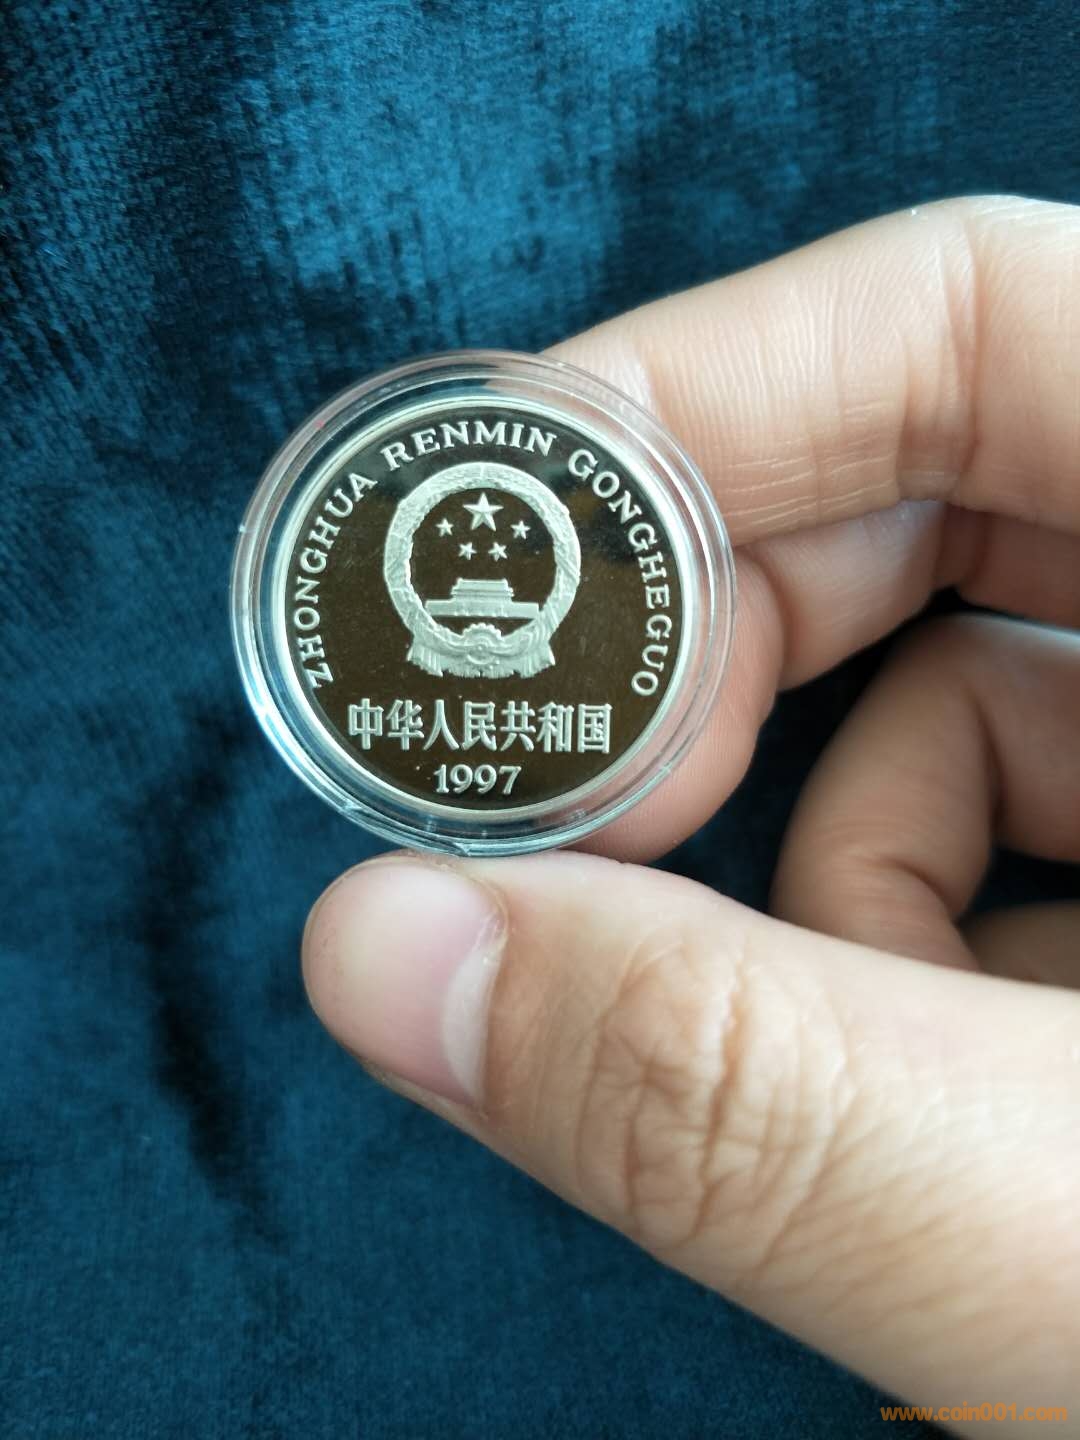 ZHONGHUA RENMIN GONGHEGUO
中华人民共和国
1997
www.coin001.com